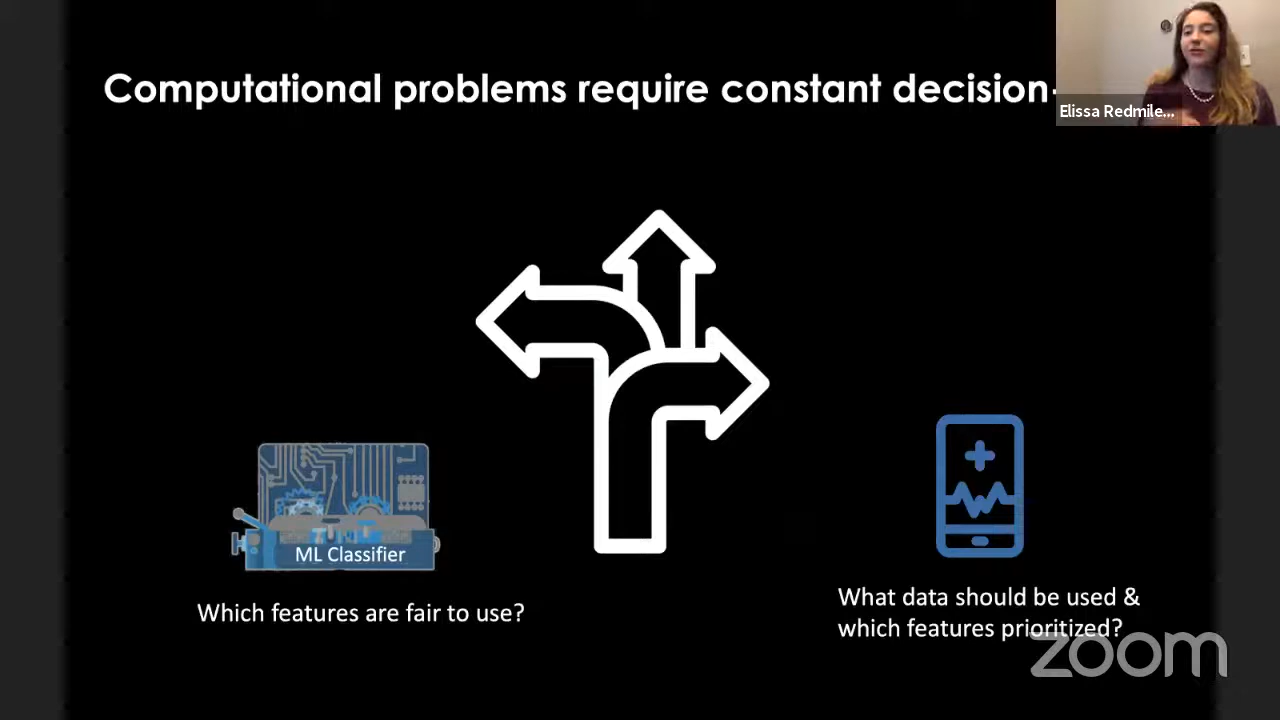 Computational problems require constant decision-
Elissa Redmile...
ML Classifier
Which features are fair to use?
What data should be used &
which features prioritized?
zoom